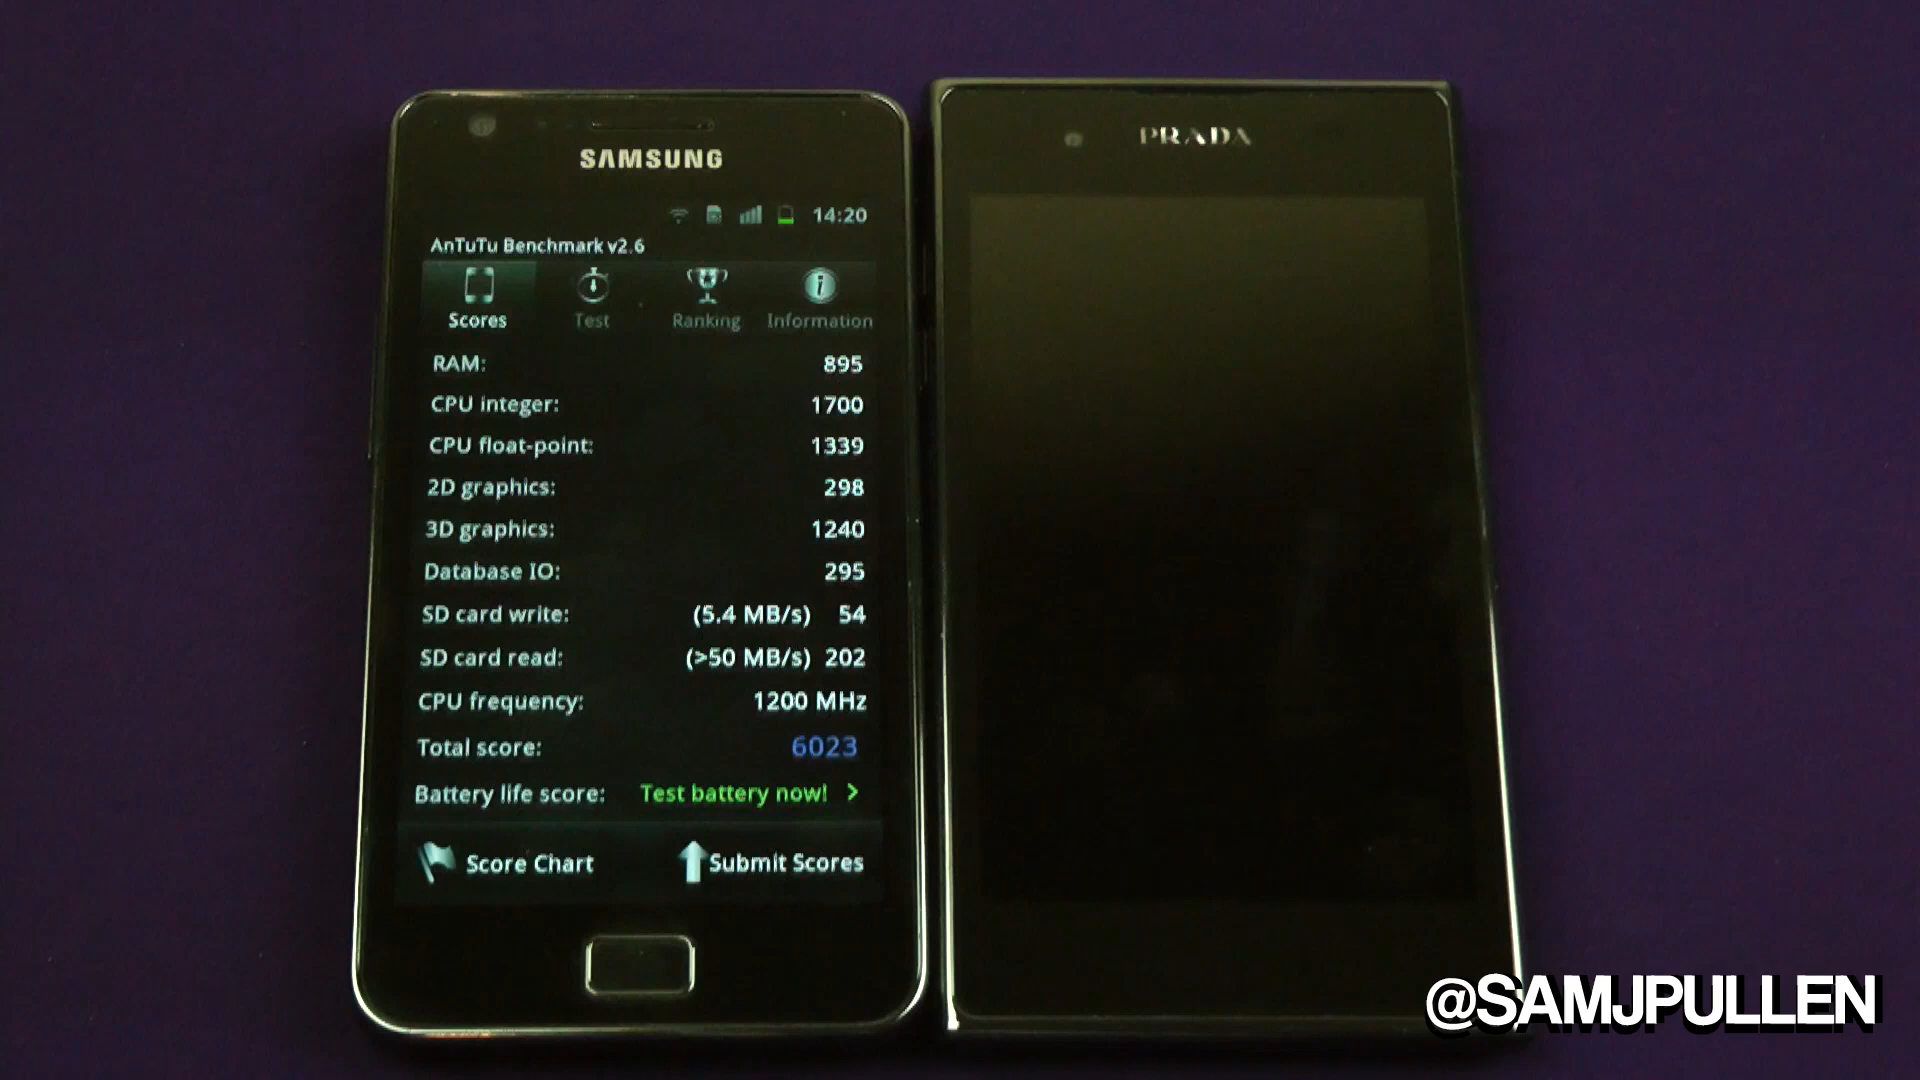 SAMSUNG
PRADA
14:20
AnTuTu Benchmark v2.6
Scores Test Ranking Information
RAM: 895
CPU integer: 1700
CPU float-point: 1339
2D graphics: 298
3D graphics: 1240
Database IO: 295
SD card write: (5.4 MB/s) 54
SD card read: (>50 MB/s) 202
CPU frequency: 1200 MHz
Total score: 6023
Battery life score: Test battery now! >
Score Chart Submit Scores
@SAMJPULLEN